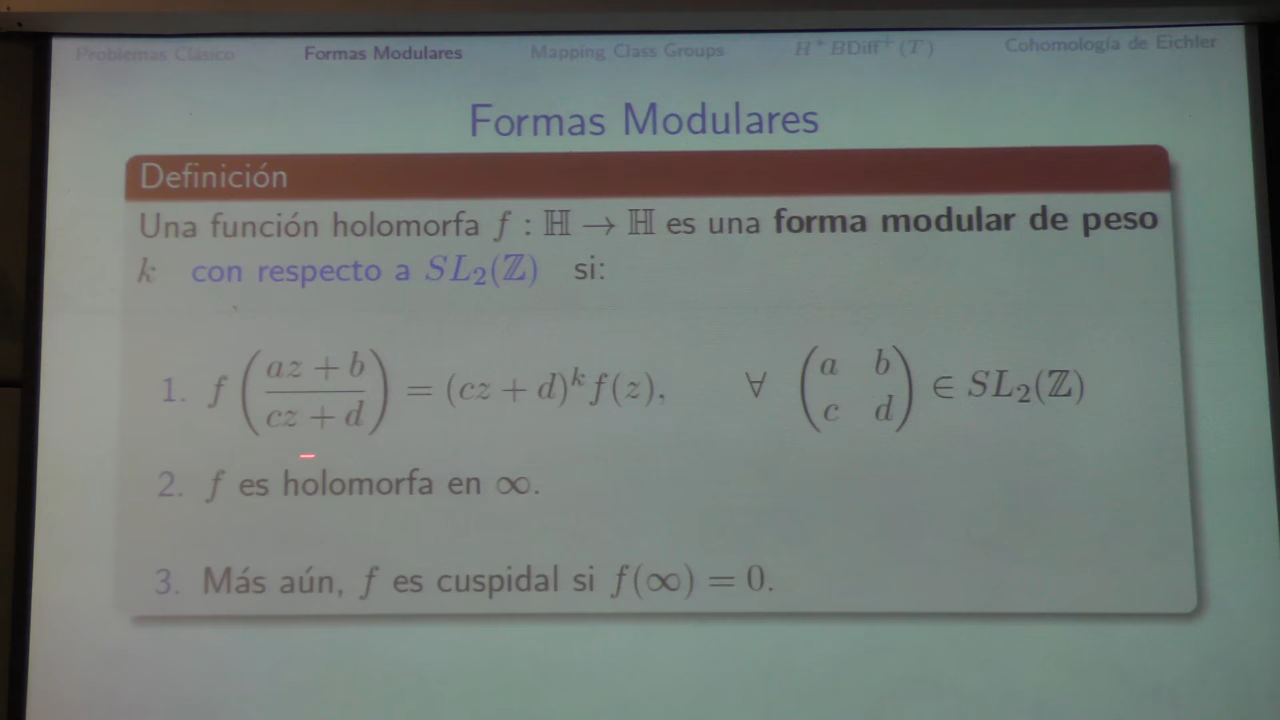 Problemas Clásico Formas Modulares Mapping Class Groups H*BDiff⁺(T) Cohomología de Eichler
Formas Modulares
Definición
Una función holomorfa f : ℍ → ℍ es una forma modular de peso
k con respecto a SL₂(ℤ) si:
1. f((az + b)/(cz + d)) = (cz + d)ᵏ f(z), ∀ (a b; c d) ∈ SL₂(ℤ)
2. f es holomorfa en ∞.
3. Más aún, f es cuspidal si f(∞) = 0.